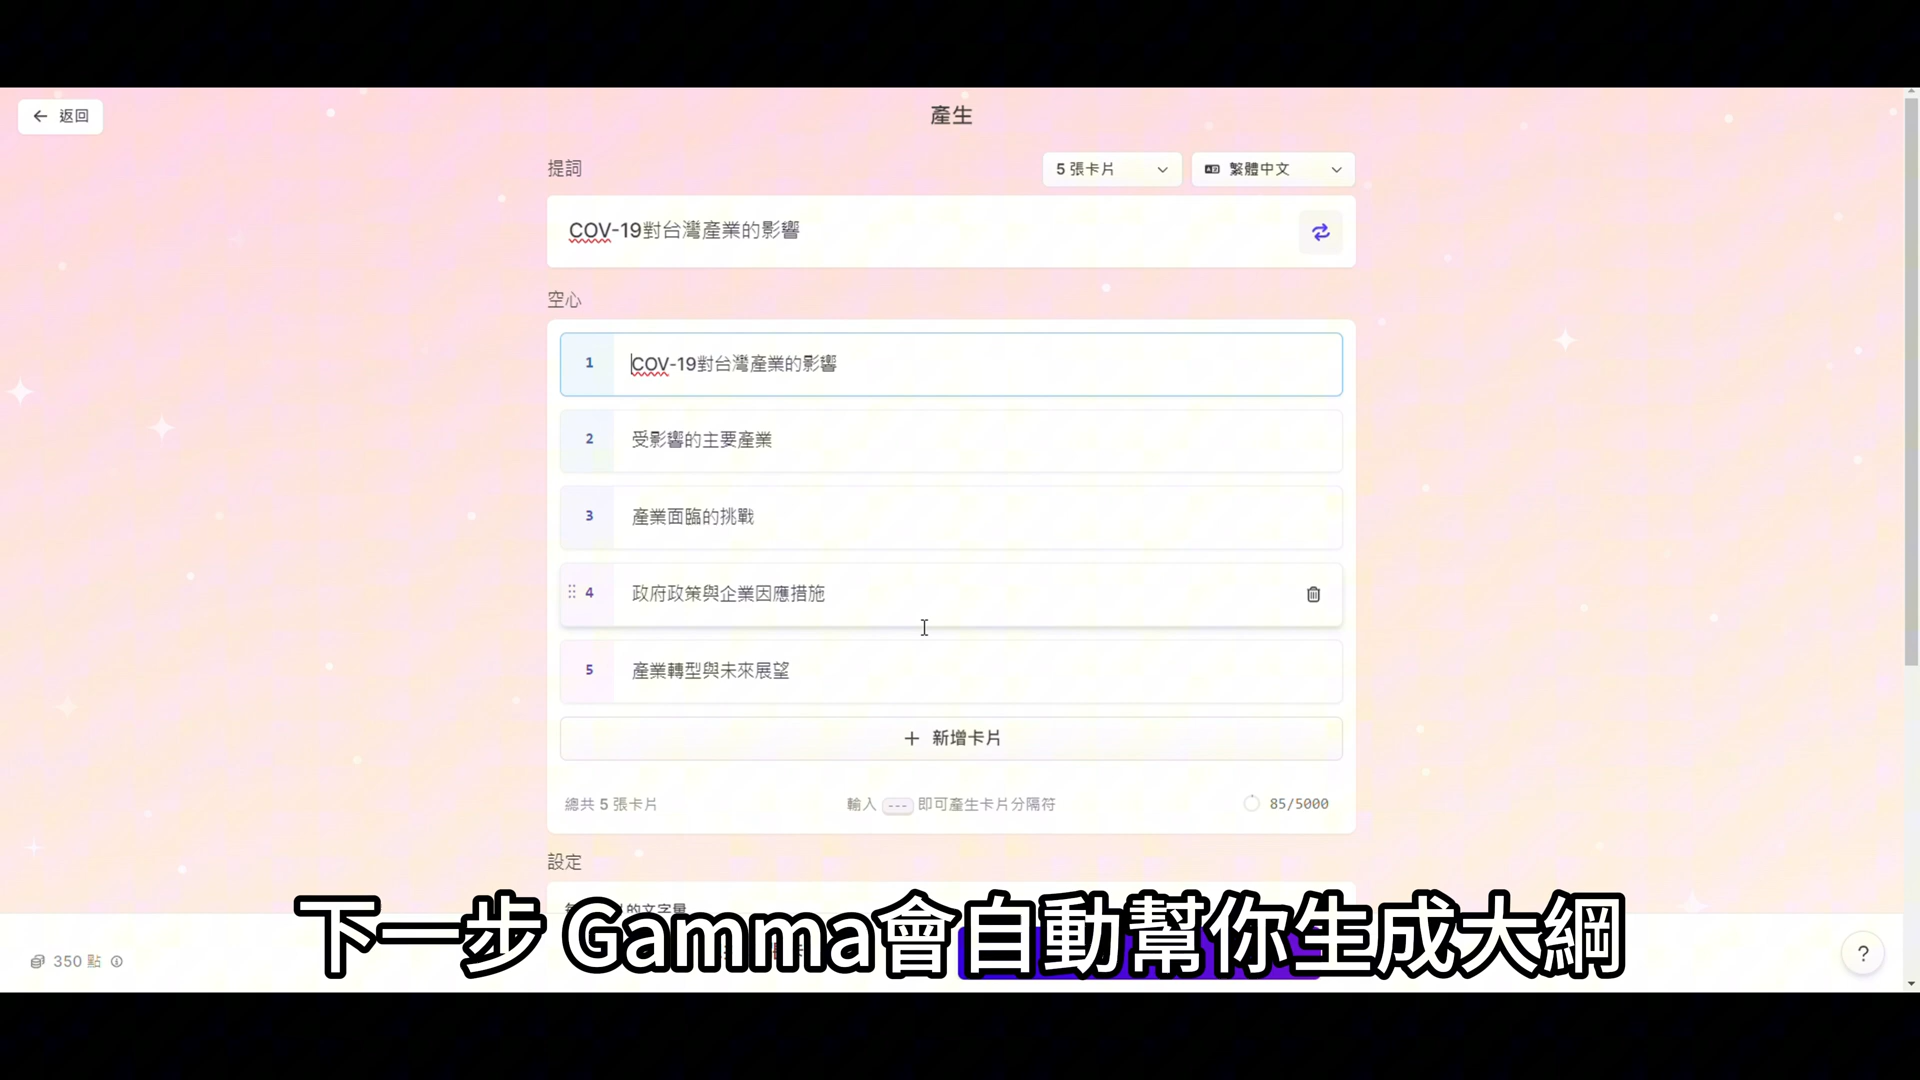 返回
產生
提詞
5 張卡片
繁體中文
COV-19對台灣產業的影響
空心
1 COV-19對台灣產業的影響
2 受影響的主要產業
3 產業面臨的挑戰
4 政府政策與企業因應措施
5 產業轉型與未來展望
+ 新增卡片
總共 5 張卡片
輸入 --- 即可產生卡片分隔符
85/5000
設定
的文字量
下一步 Gamma會自動幫你生成大綱
350 點
?